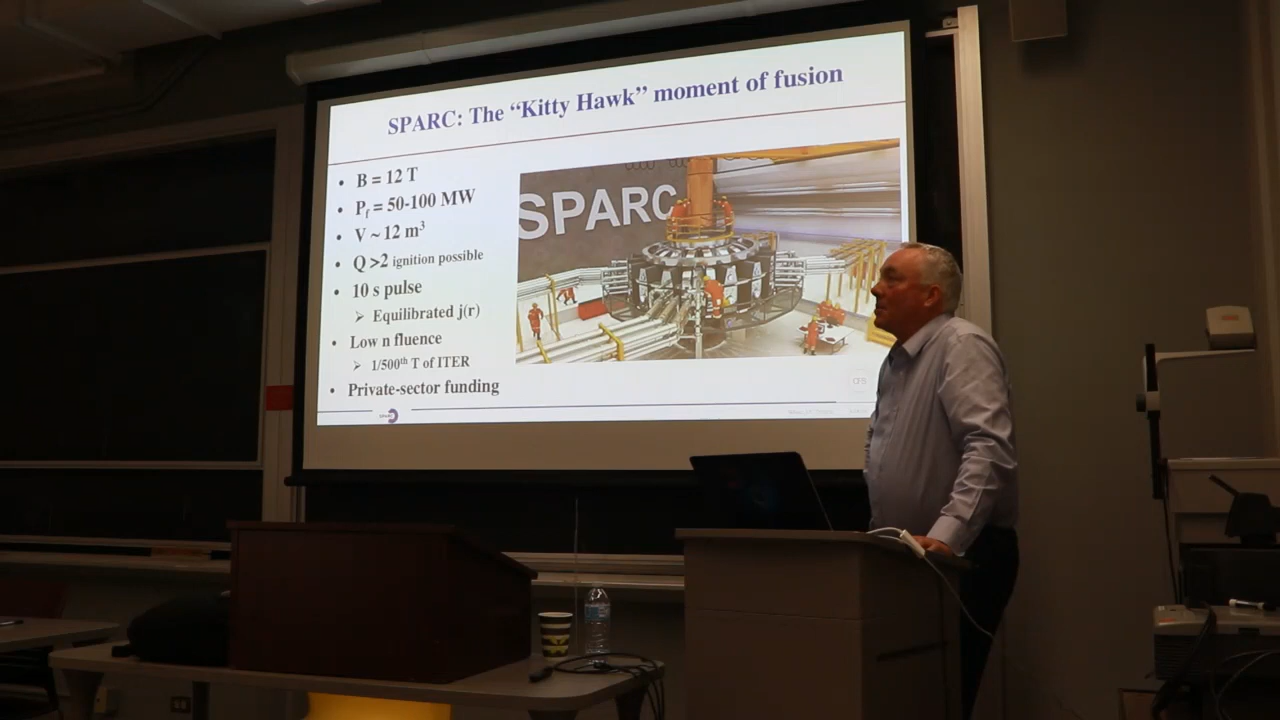 SPARC: The “Kitty Hawk” moment of fusion
• B = 12 T
• Pf = 50-100 MW
• V ~ 12 m³
• Q >2 ignition possible
• 10 s pulse
➢ Equilibrated j(r)
• Low n fluence
➢ 1/500th T of ITER
• Private-sector funding
SPARC